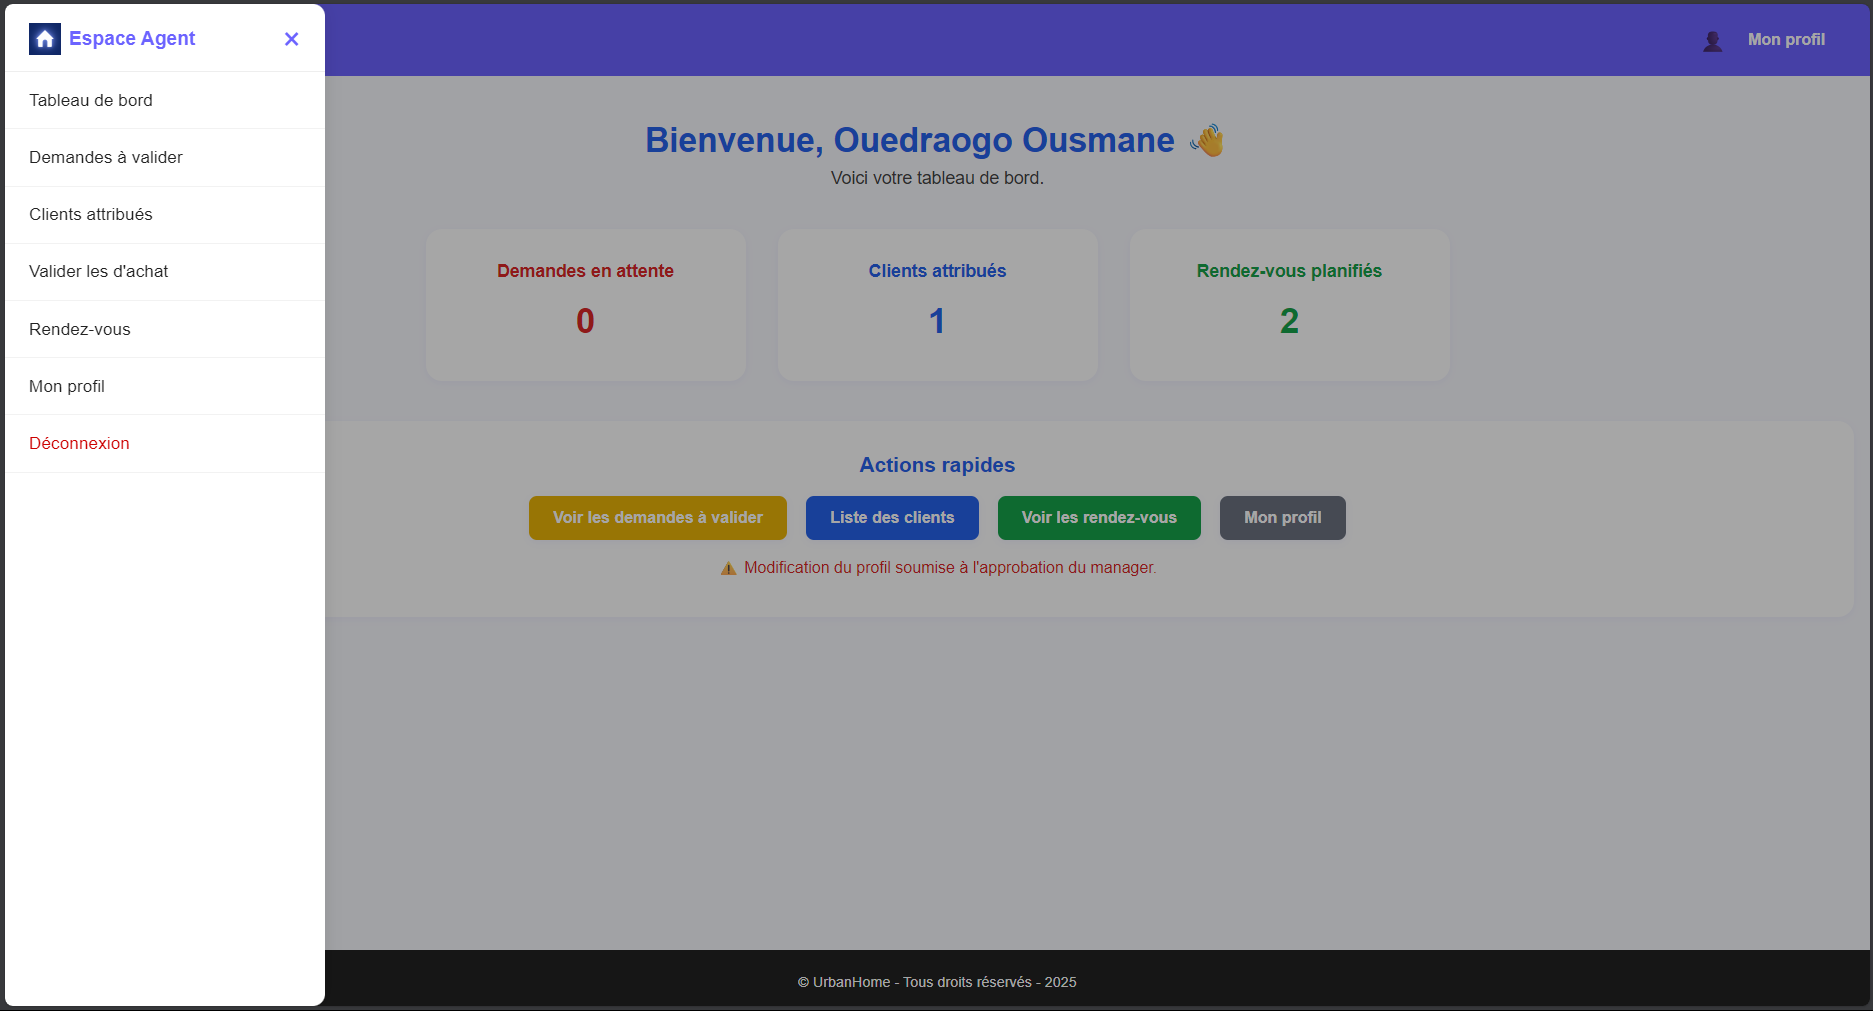 Espace Agent
Tableau de bord
Demandes à valider
Clients attribués
Valider les d'achat
Rendez-vous
Mon profil
Déconnexion
Mon profil
Bienvenue, Ouedraogo Ousmane 👋
Voici votre tableau de bord.
Demandes en attente
0
Clients attribués
1
Rendez-vous planifiés
2
Actions rapides
Voir les demandes à valider
Liste des clients
Voir les rendez-vous
Mon profil
⚠️ Modification du profil soumise à l'approbation du manager.
© UrbanHome - Tous droits réservés - 2025